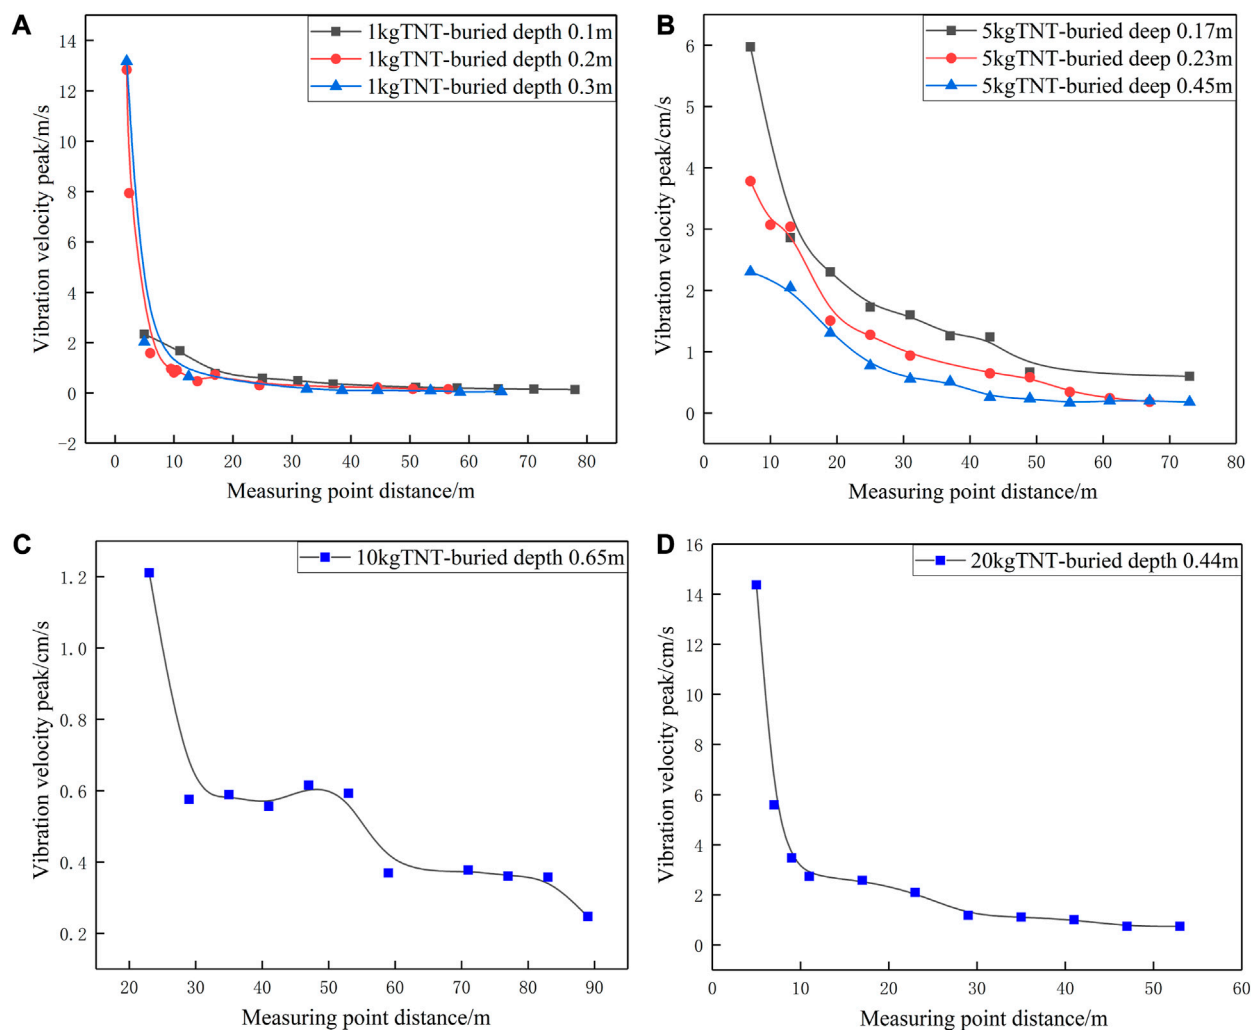 A
1kgTNT-buried depth 0.1m
1kgTNT-buried depth 0.2m
1kgTNT-buried depth 0.3m
Vibration velocity peak/m/s
14
12
10
8
6
4
2
0
-2
0 10 20 30 40 50 60 70 80
Measuring point distance/m
B
5kgTNT-buried deep 0.17m
5kgTNT-buried deep 0.23m
5kgTNT-buried deep 0.45m
Vibration velocity peak/cm/s
6
5
4
3
2
1
0
0 10 20 30 40 50 60 70 80
Measuring point distance/m
C
10kgTNT-buried depth 0.65m
Vibration velocity peak/cm/s
1.2
1.0
0.8
0.6
0.4
0.2
20 30 40 50 60 70 80 90
Measuring point distance/m
D
20kgTNT-buried depth 0.44m
Vibration velocity peak/cm/s
16
14
12
10
8
6
4
2
0
0 10 20 30 40 50 60
Measuring point distance/m